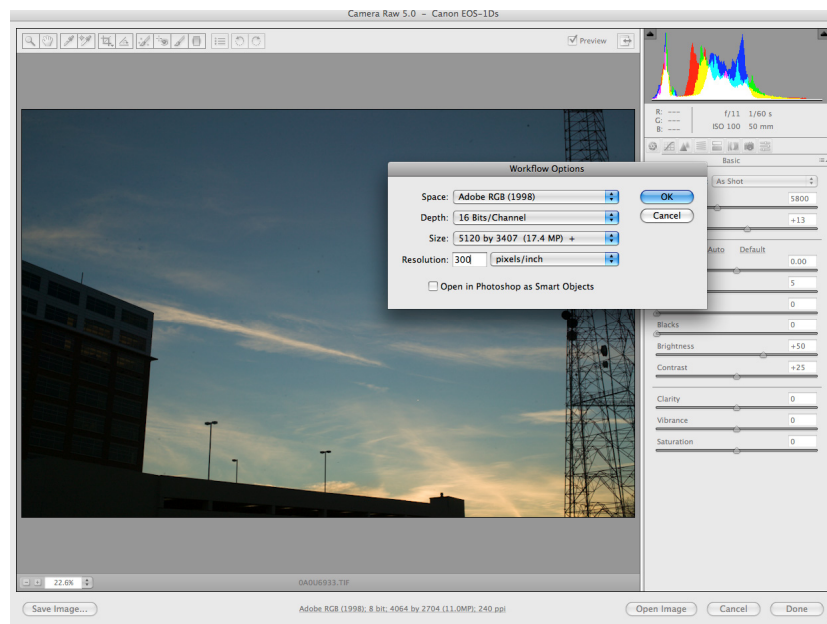 Camera Raw 5.0 – Canon EOS-1Ds
Preview
R: ---
G: ---
B: ---
f/11 1/60 s
ISO 100 50 mm
Basic
As Shot
5800
+13
Auto Default
0.00
5
0
Blacks 0
Brightness +50
Contrast +25
Clarity 0
Vibrance 0
Saturation 0
Workflow Options
Space: Adobe RGB (1998)
Depth: 16 Bits/Channel
Size: 5120 by 3407 (17.4 MP) +
Resolution: 300 pixels/inch
Open in Photoshop as Smart Objects
OK
Cancel
22.6%
0A0U6933.TIF
Save Image...
Adobe RGB (1998); 8 bit; 4064 by 2704 (11.0MP); 240 ppi
Open Image
Cancel
Done